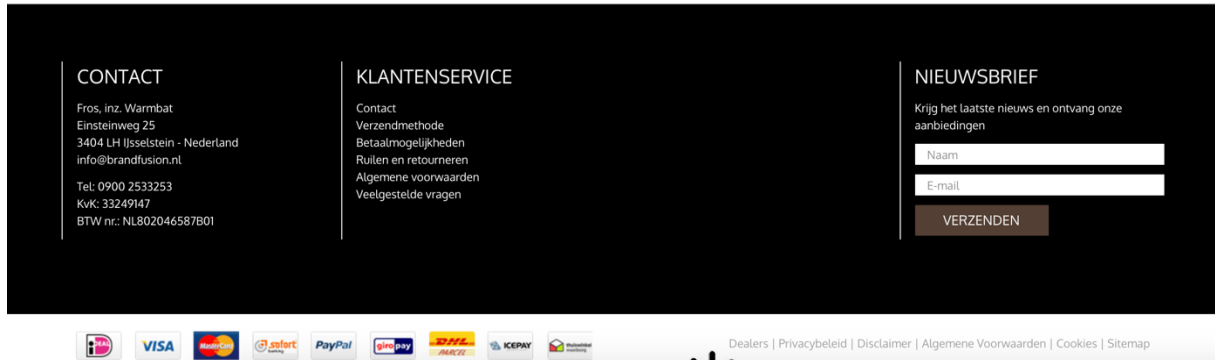 CONTACT
Fros, inz. Warmbat
Einsteinweg 25
3404 LH IJsselstein - Nederland
info@brandfusion.nl
Tel: 0900 2533253
KvK: 33249147
BTW nr.: NL802046587B01
KLANTENSERVICE
Contact
Verzendmethode
Betaalmogelijkheden
Ruilen en retourneren
Algemene voorwaarden
Veelgestelde vragen
NIEUWSBRIEF
Krijg het laatste nieuws en ontvang onze
aanbiedingen
Naam
E-mail
VERZENDEN
iDEAL
VISA
MasterCard
sofort
banking
PayPal
giropay
DHL
PARCEL
ICEPAY
thuiswinkel
waarborg
Dealers | Privacybeleid | Disclaimer | Algemene Voorwaarden | Cookies | Sitemap